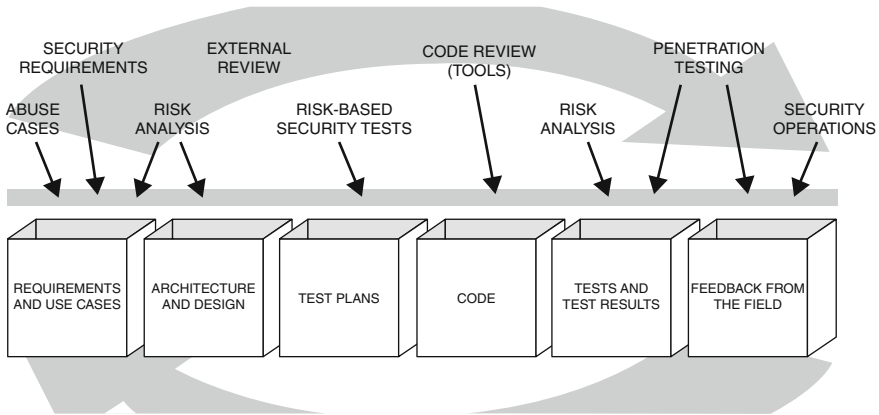 SECURITY
REQUIREMENTS
EXTERNAL
REVIEW
CODE REVIEW
(TOOLS)
PENETRATION
TESTING
ABUSE
CASES
RISK
ANALYSIS
RISK-BASED
SECURITY TESTS
RISK
ANALYSIS
SECURITY
OPERATIONS
REQUIREMENTS
AND USE CASES
ARCHITECTURE
AND DESIGN
TEST PLANS
CODE
TESTS AND
TEST RESULTS
FEEDBACK FROM
THE FIELD